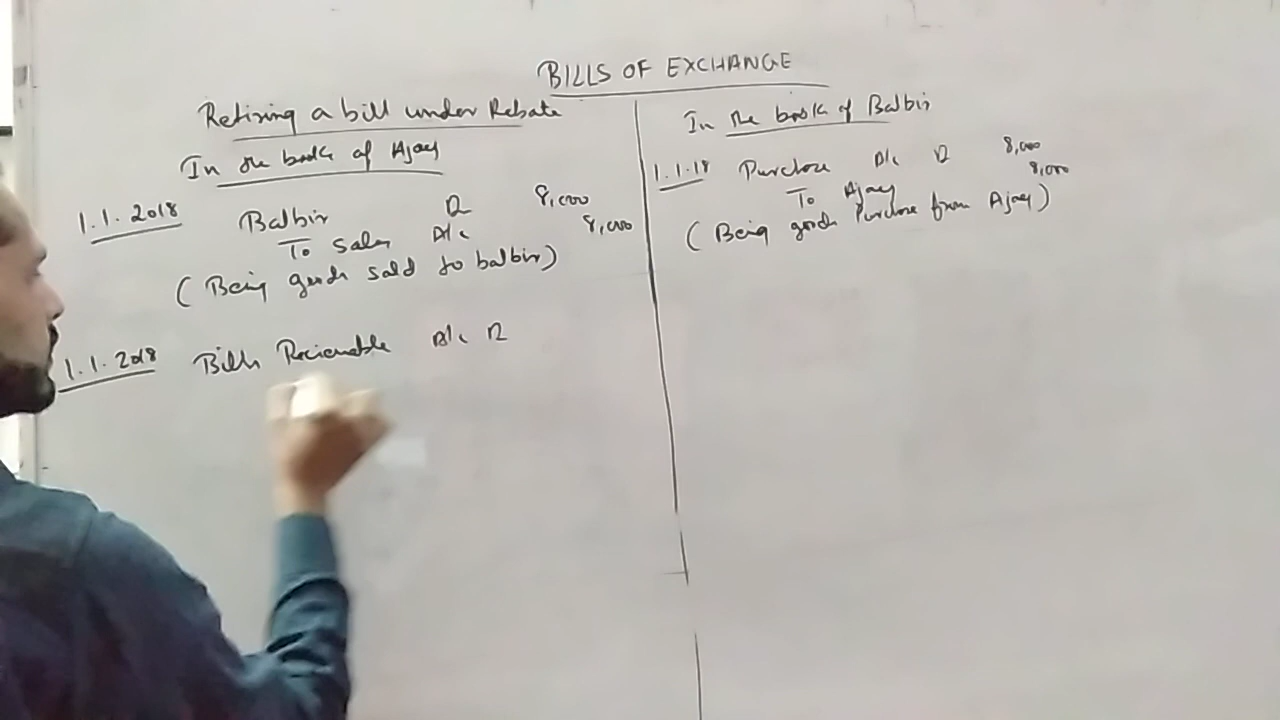 BILLS OF EXCHANGE
Retiring a bill under Rebate
In the book of Ajay
1.1.2018 Balbir Dr 8,000
To Sales A/c 8,000
( Being goods sold to balbir)
1.1.2018 Bills Recievable A/c Dr
In the book of Balbir
1.1.18 Purchase A/c Dr 8,000
To Ajay 8,000
( Being goods Purchase from Ajay)